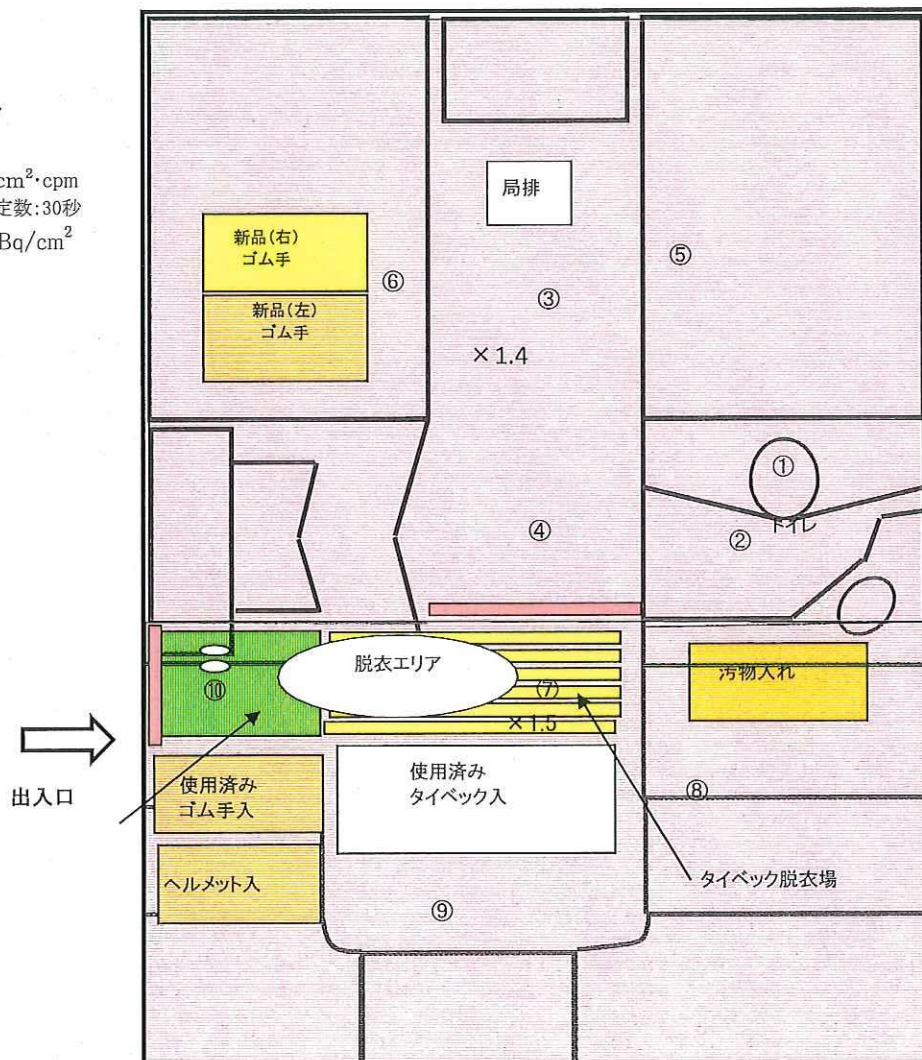 cm²・cpm
定数:30秒
Bq/cm²
局排
新品(右)
ゴム手
⑥
⑤
③
新品(左)
ゴム手
×1.4
①
④
②
トイレ
脱衣エリア
⑩
(7)
汚物入れ
×1.5
出入口
使用済み
ゴム手入
使用済み
タイベック入
⑧
ヘルメット入
タイベック脱衣場
⑨